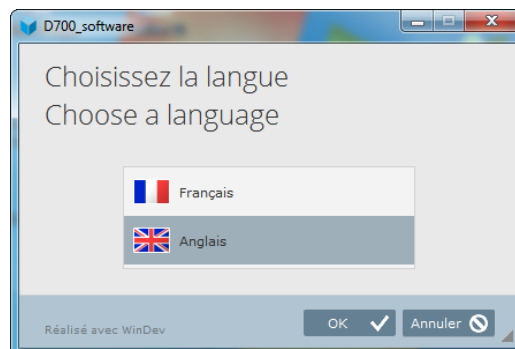 D700_software
Choisissez la langue
Choose a language
Français
Anglais
Réalisé avec WinDev
OK
Annuler